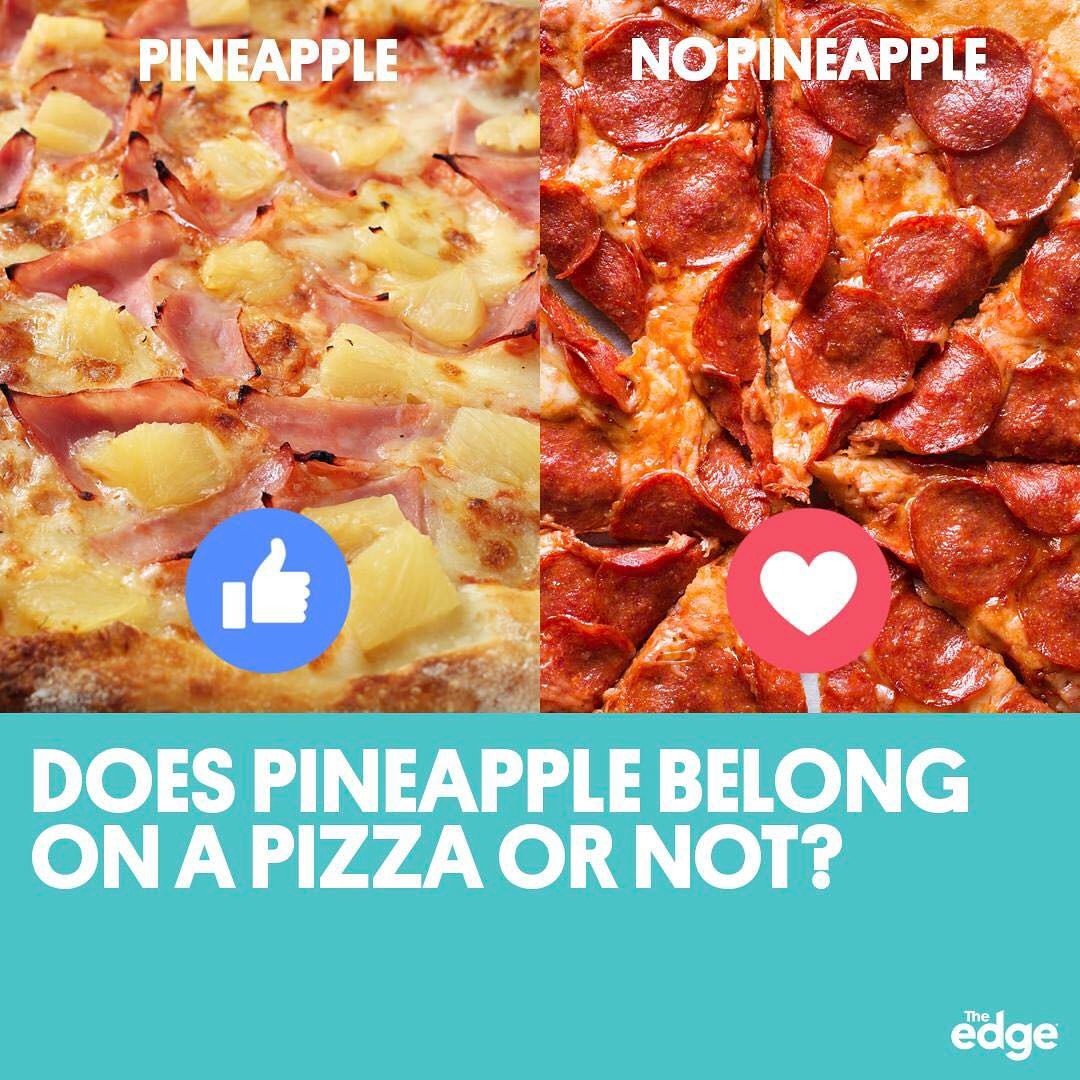 PINEAPPLE
NO PINEAPPLE
DOES PINEAPPLE BELONG
ON A PIZZA OR NOT?
The
edge